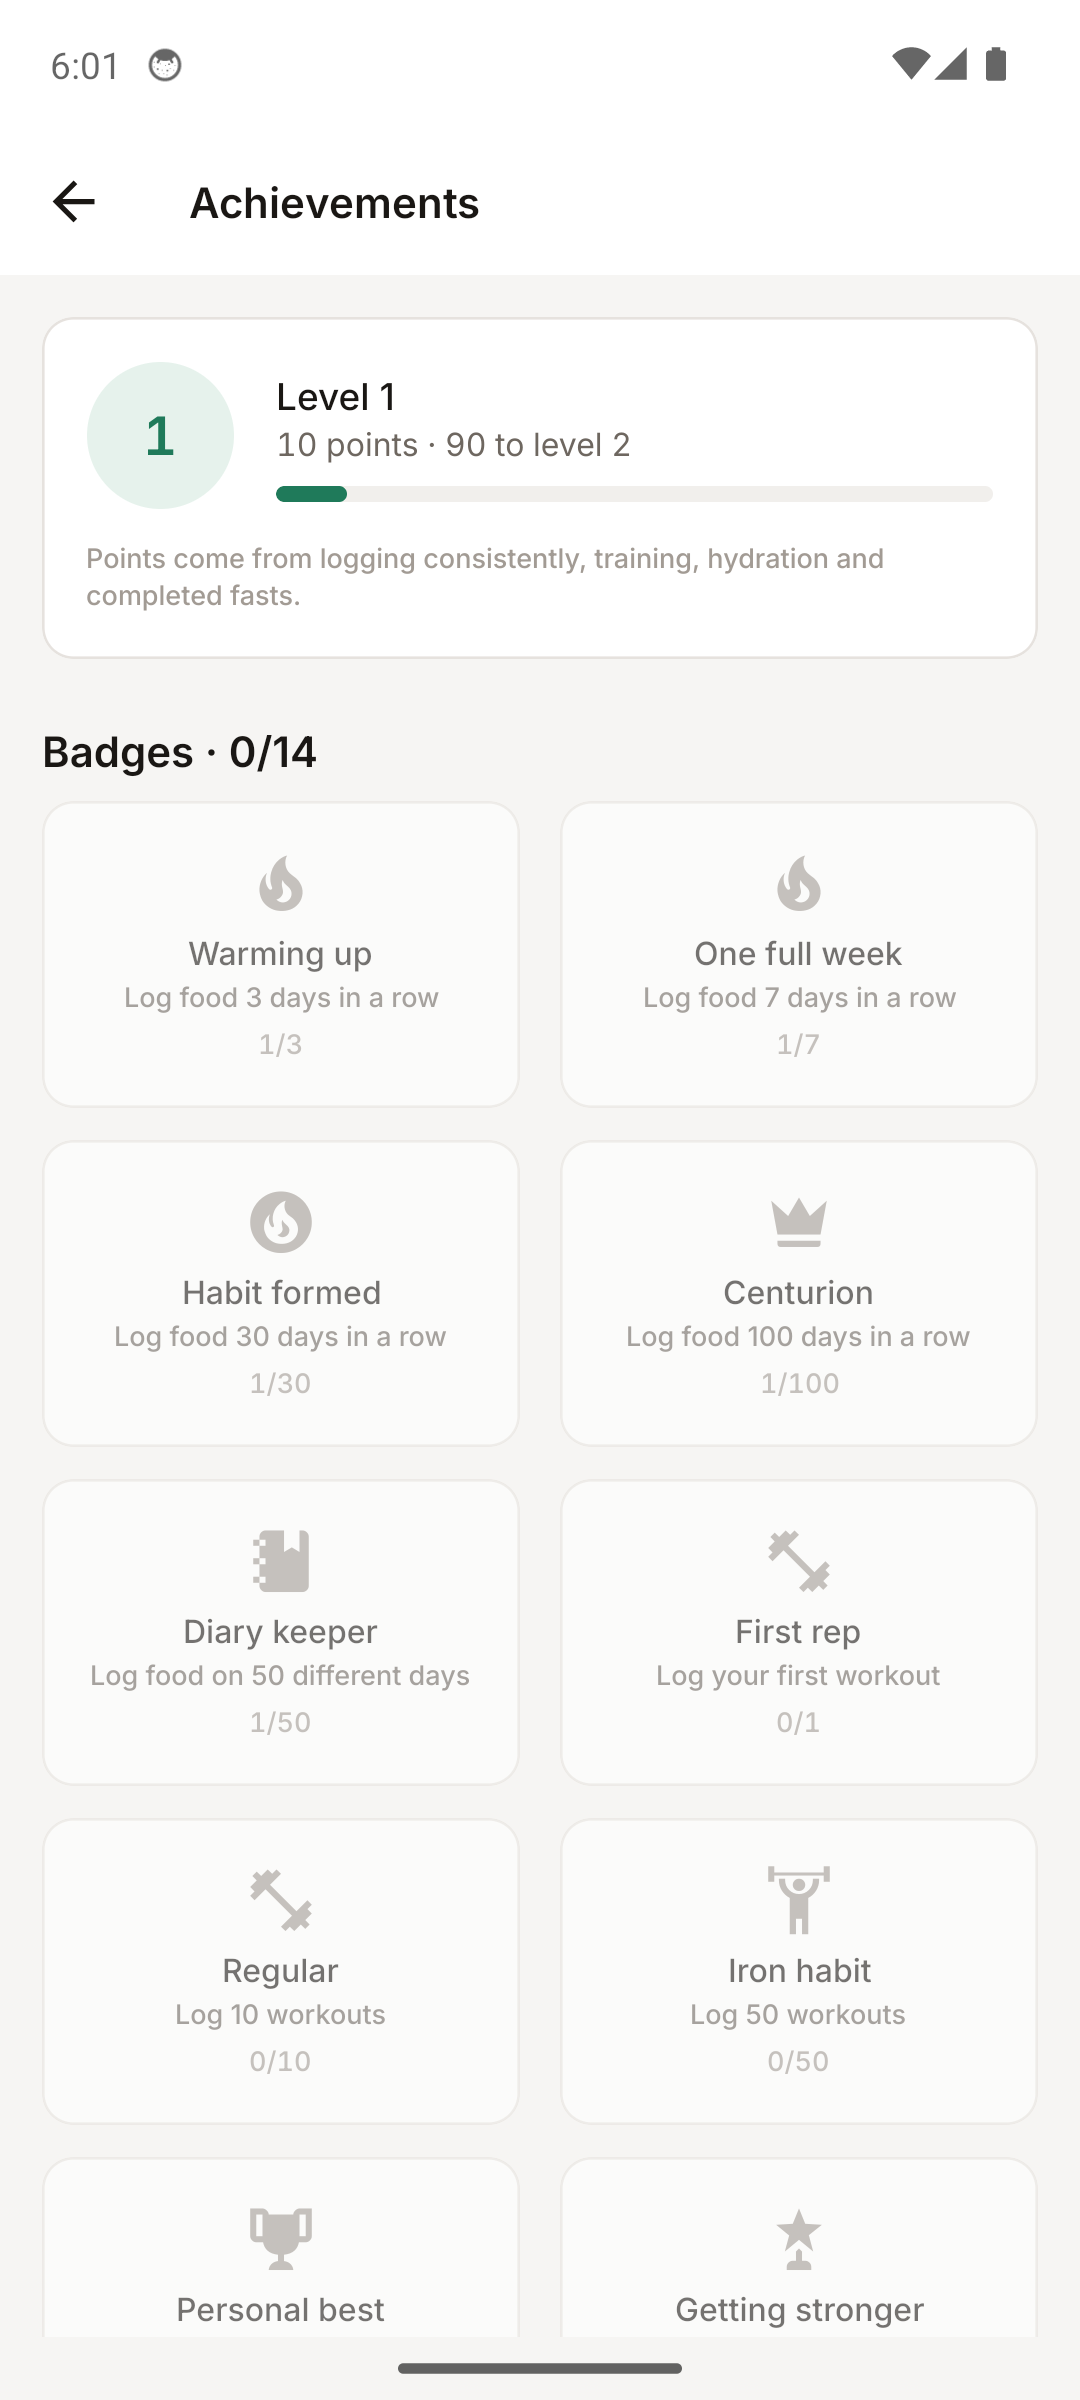 6:01
Achievements
1
Level 1
10 points · 90 to level 2
Points come from logging consistently, training, hydration and
completed fasts.
Badges · 0/14
Warming up
Log food 3 days in a row
1/3
One full week
Log food 7 days in a row
1/7
Habit formed
Log food 30 days in a row
1/30
Centurion
Log food 100 days in a row
1/100
Diary keeper
Log food on 50 different days
1/50
First rep
Log your first workout
0/1
Regular
Log 10 workouts
0/10
Iron habit
Log 50 workouts
0/50
Personal best
Getting stronger